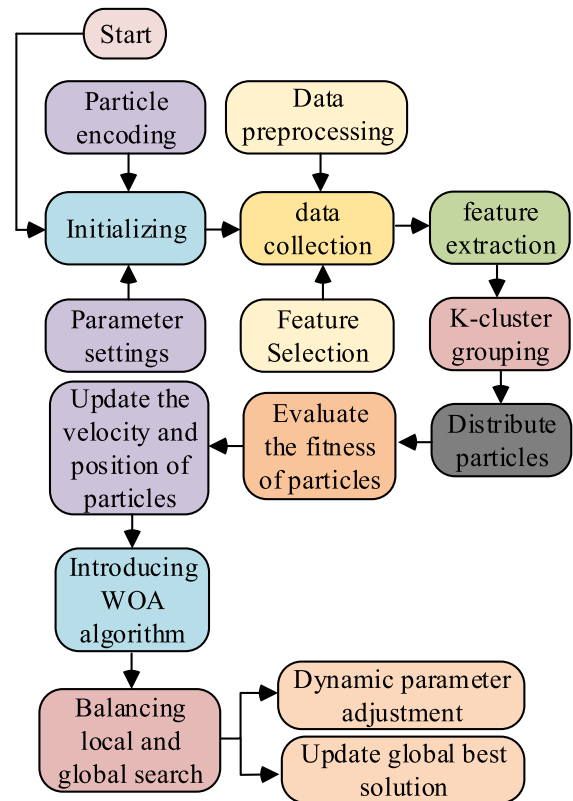 Start
Particle
encoding
Data
preprocessing
Initializing
data
collection
feature
extraction
Parameter
settings
Feature
Selection
K-cluster
grouping
Update the
velocity and
position of
particles
Evaluate
the fitness
of particles
Distribute
particles
Introducing
WOA
algorithm
Balancing
local and
global search
Dynamic parameter
adjustment
Update global best
solution